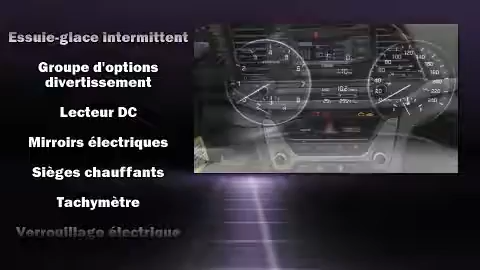 Essuie-glace intermittent
Groupe d'options
divertissement
Lecteur DC
Mirroirs électriques
Sièges chauffants
Tachymètre
Verrouillage électrique